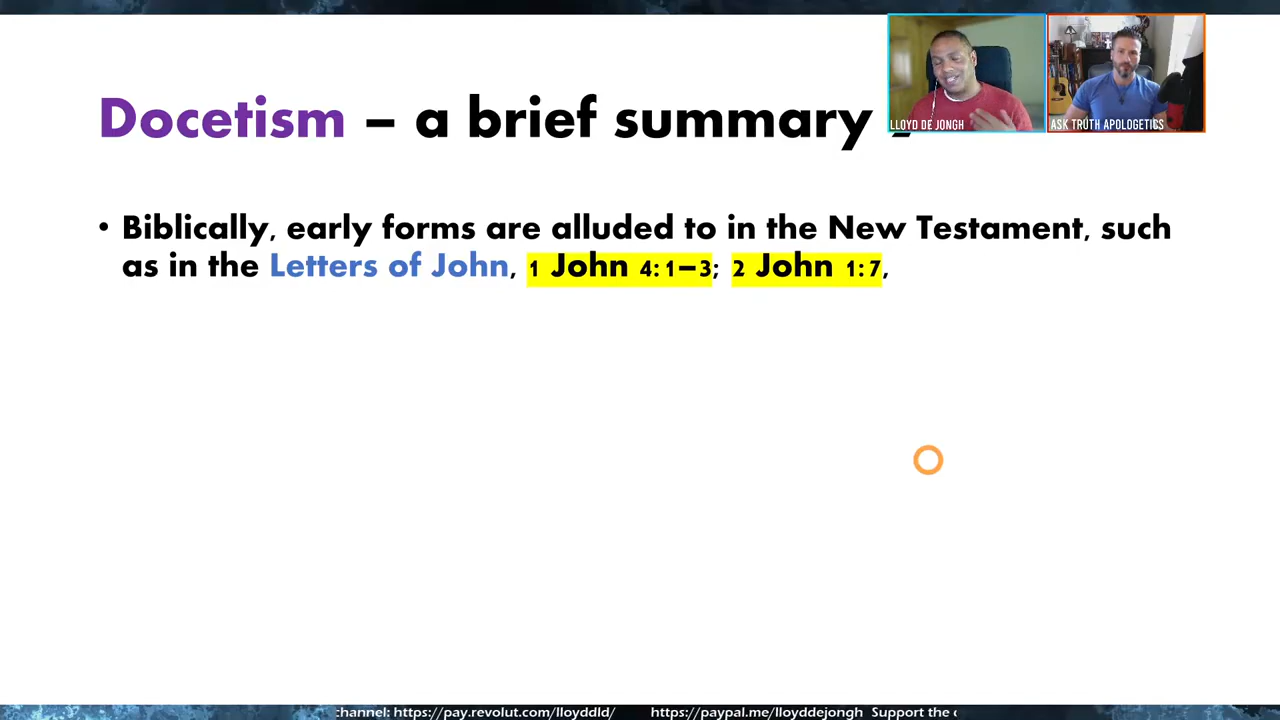 Docetism – a brief summary
LLOYD DE JONGH
ASK TRUTH APOLOGETICS
• Biblically, early forms are alluded to in the New Testament, such
as in the Letters of John, 1 John 4:1–3; 2 John 1:7,
channel: https://pay.revolut.com/lloyddld/ https://paypal.me/lloyddejongh Support the